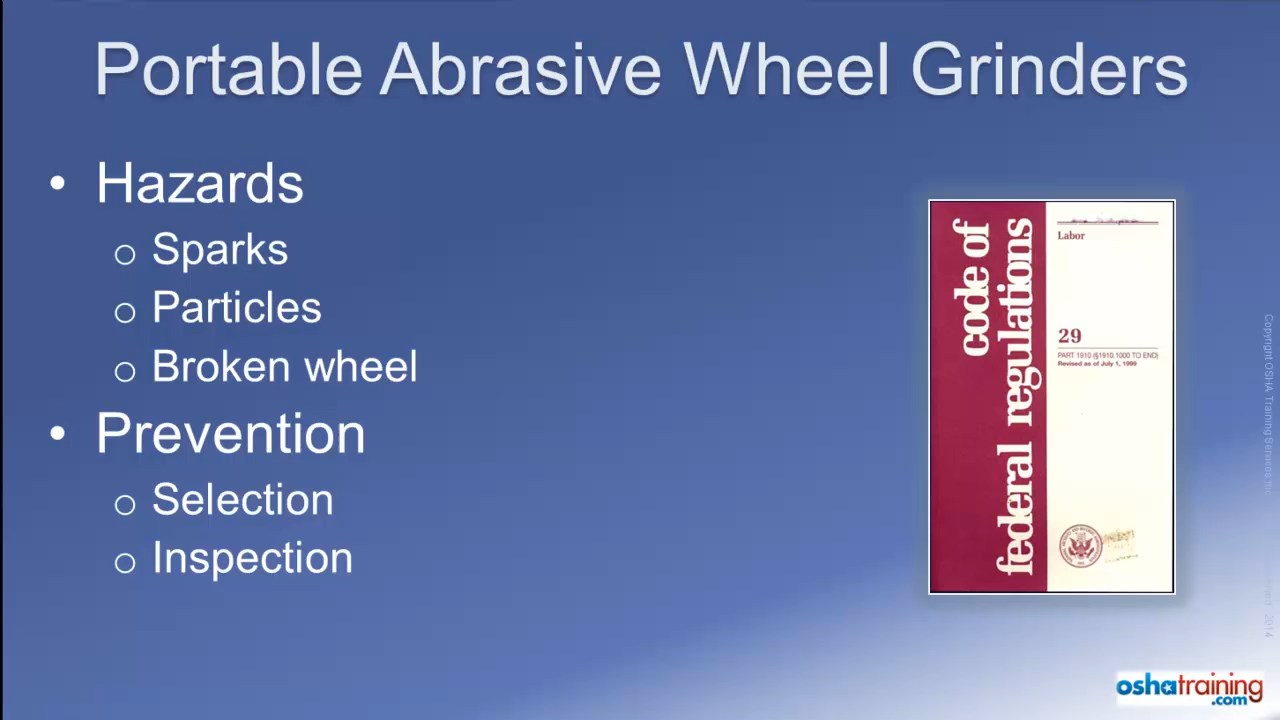 Portable Abrasive Wheel Grinders
• Hazards
o Sparks
o Particles
o Broken wheel
• Prevention
o Selection
o Inspection
code of
federal regulations
Labor
29
PART 1910 (§1910.1000 TO END)
Revised as of July 1, 1999
Copyright OSHA Training Services Inc
2014
oshatraining
.com